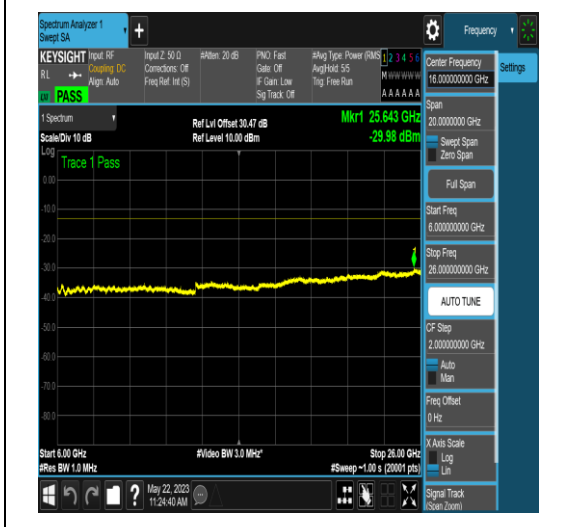 Spectrum Analyzer 1
Swept SA
+
Frequency
KEYSIGHT Input: RF
RL
Coupling: DC
Align: Auto
Input Z: 50 Ω
Corrections: Off
Freq Ref: Int (S)
#Atten: 20 dB
PNO: Fast
Gate: Off
IF Gain: Low
Sig Track: Off
#Avg Type: Power (RMS
Avg|Hold: 5/5
Trig: Free Run
1 2 3 4 5 6
M W W W W W
A A A A A A
PASS
Center Frequency
16.000000000 GHz
Settings
Span
20.0000000 GHz
Swept Span
Zero Span
Full Span
Start Freq
6.000000000 GHz
Stop Freq
26.000000000 GHz
AUTO TUNE
CF Step
2.000000000 GHz
Auto
Man
Freq Offset
0 Hz
X Axis Scale
Log
Lin
Signal Track
(Span Zoom)
1 Spectrum
Scale/Div 10 dB
Ref Lvl Offset 30.47 dB
Ref Level 10.00 dBm
Mkr1 25.643 GHz
-29.98 dBm
Log
Trace 1 Pass
0.00
-10.0
-20.0
-30.0
-40.0
-50.0
-60.0
-70.0
-80.0
1
Start 6.00 GHz
#Res BW 1.0 MHz
#Video BW 3.0 MHz*
Stop 26.00 GHz
#Sweep ~1.00 s (20001 pts)
?
May 22, 2023
11:24:40 AM